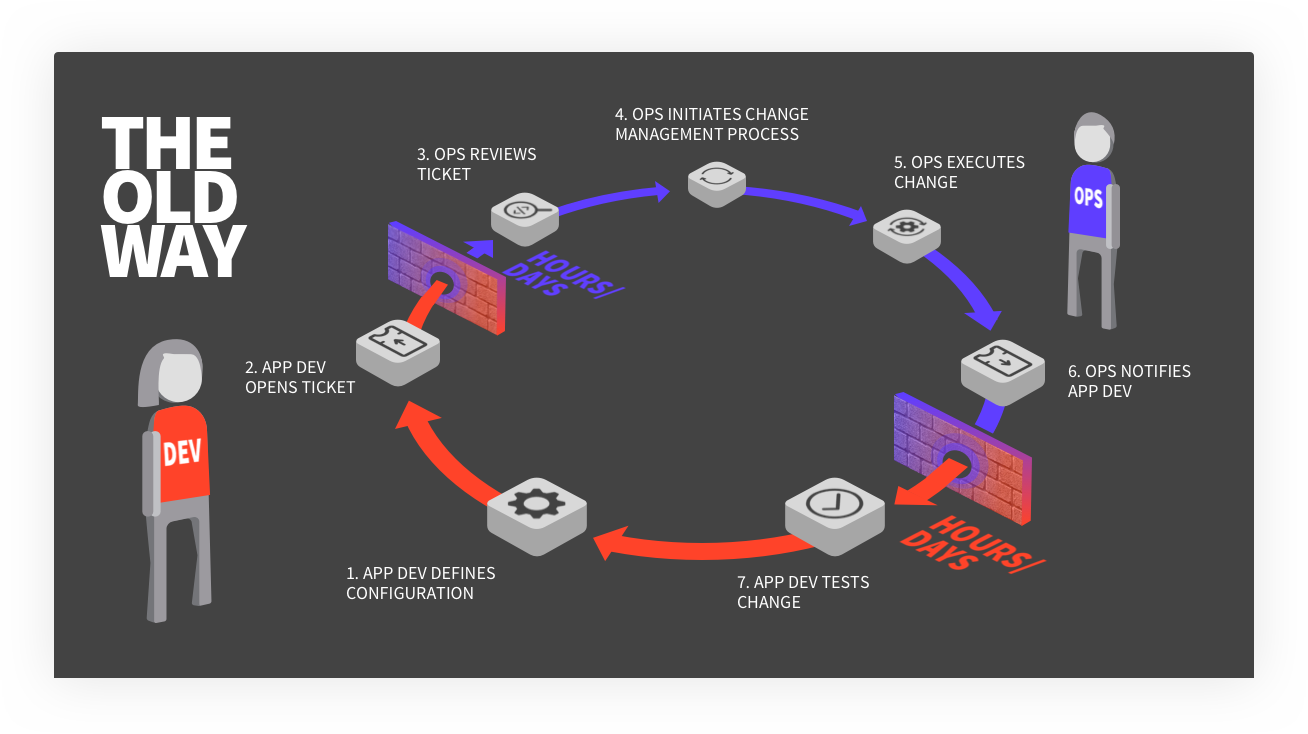 THE
OLD
WAY
4. OPS INITIATES CHANGE
MANAGEMENT PROCESS
3. OPS REVIEWS
TICKET
5. OPS EXECUTES
CHANGE
OPS
HOURS/
DAYS
2. APP DEV
OPENS TICKET
6. OPS NOTIFIES
APP DEV
DEV
HOURS/
DAYS
1. APP DEV DEFINES
CONFIGURATION
7. APP DEV TESTS
CHANGE